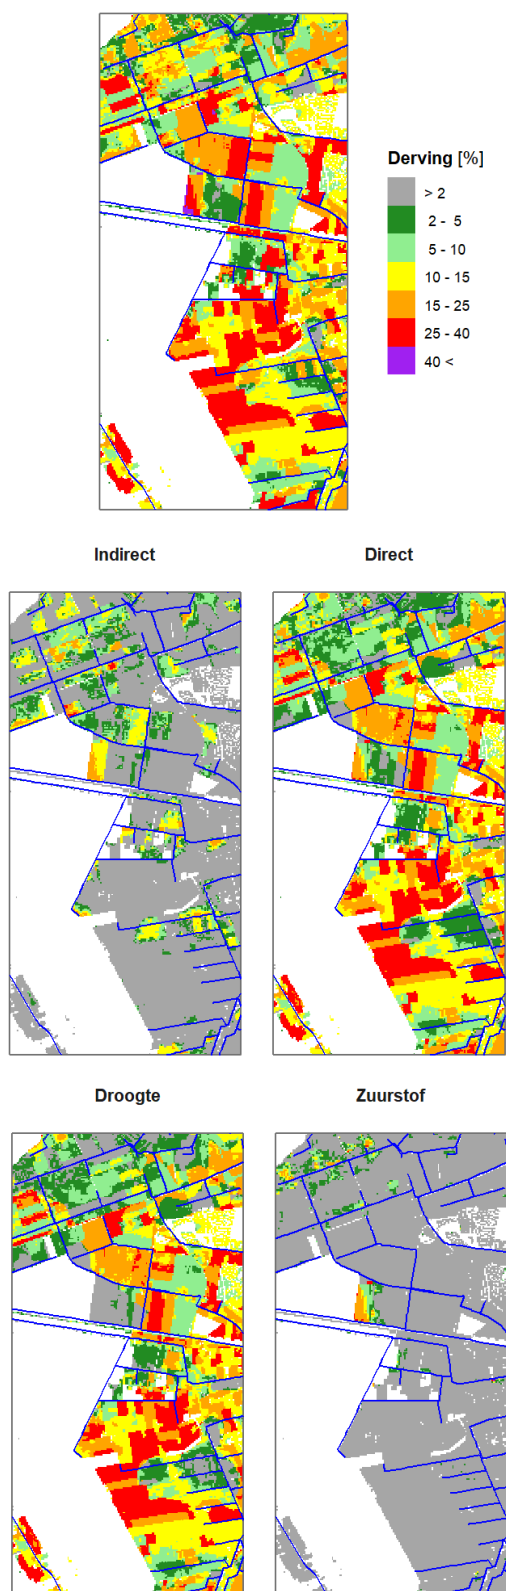 Derving [%]
> 2
2 - 5
5 - 10
10 - 15
15 - 25
25 - 40
40 <
Indirect
Direct
Droogte
Zuurstof